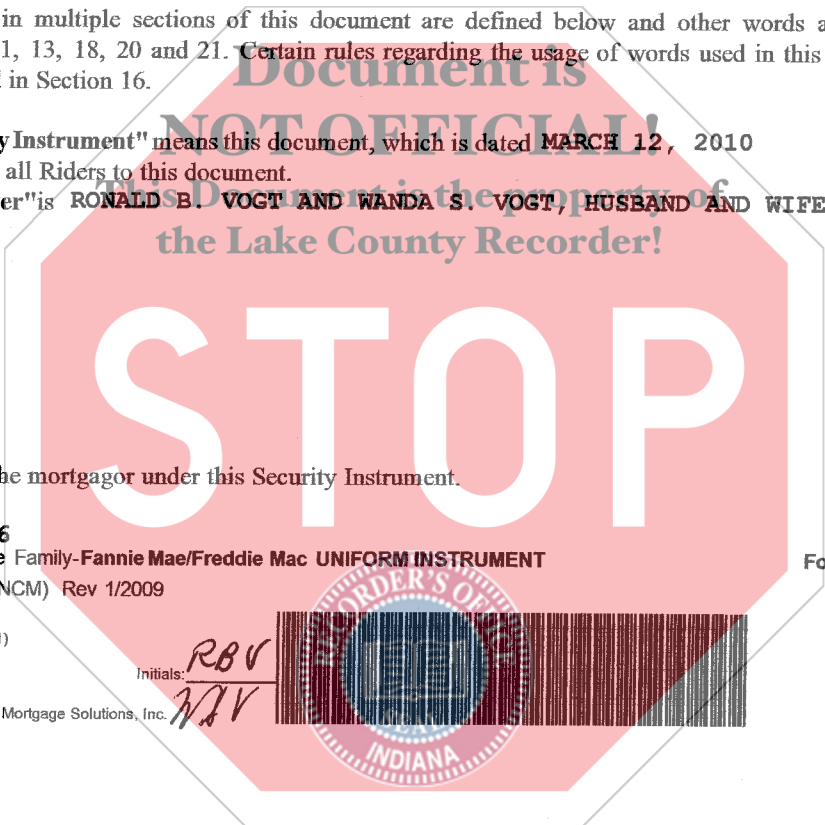 in multiple sections of this document are defined below and other words a
1, 13, 18, 20 and 21. Certain rules regarding the usage of words used in this
in Section 16.
Document is
NOT OFFICIAL!
y Instrument" means this document, which is dated MARCH 12, 2010
all Riders to this document.
This Document is the property of
er" is RONALD B. VOGT AND WANDA S. VOGT, HUSBAND AND WIFE
the Lake County Recorder!
STOP
he mortgagor under this Security Instrument.
6
e Family-Fannie Mae/Freddie Mac UNIFORM INSTRUMENT Fo
NCM) Rev 1/2009
)
Initials: RBV
WSV
Mortgage Solutions, Inc.
RECORDER'S OFFICE
SEAL
INDIANA